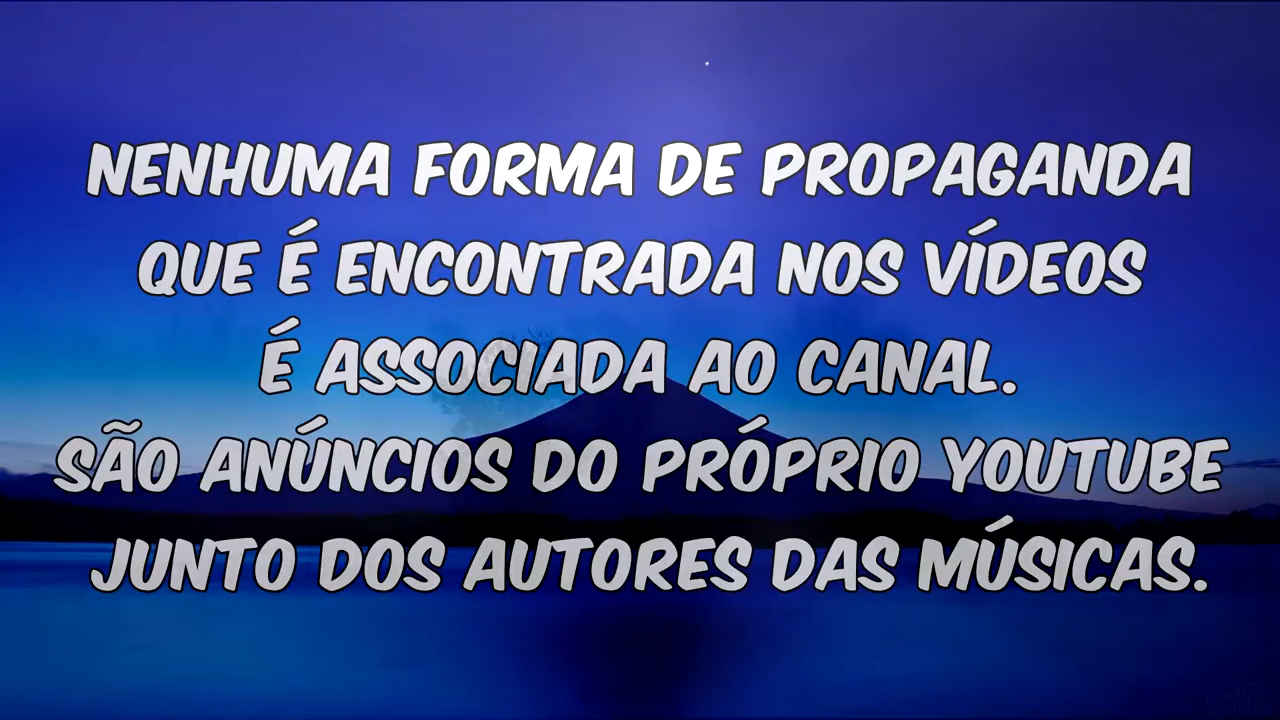 NENHUMA FORMA DE PROPAGANDA
QUE É ENCONTRADA NOS VÍDEOS
É ASSOCIADA AO CANAL.
SÃO ANÚNCIOS DO PRÓPRIO YOUTUBE
JUNTO DOS AUTORES DAS MÚSICAS.